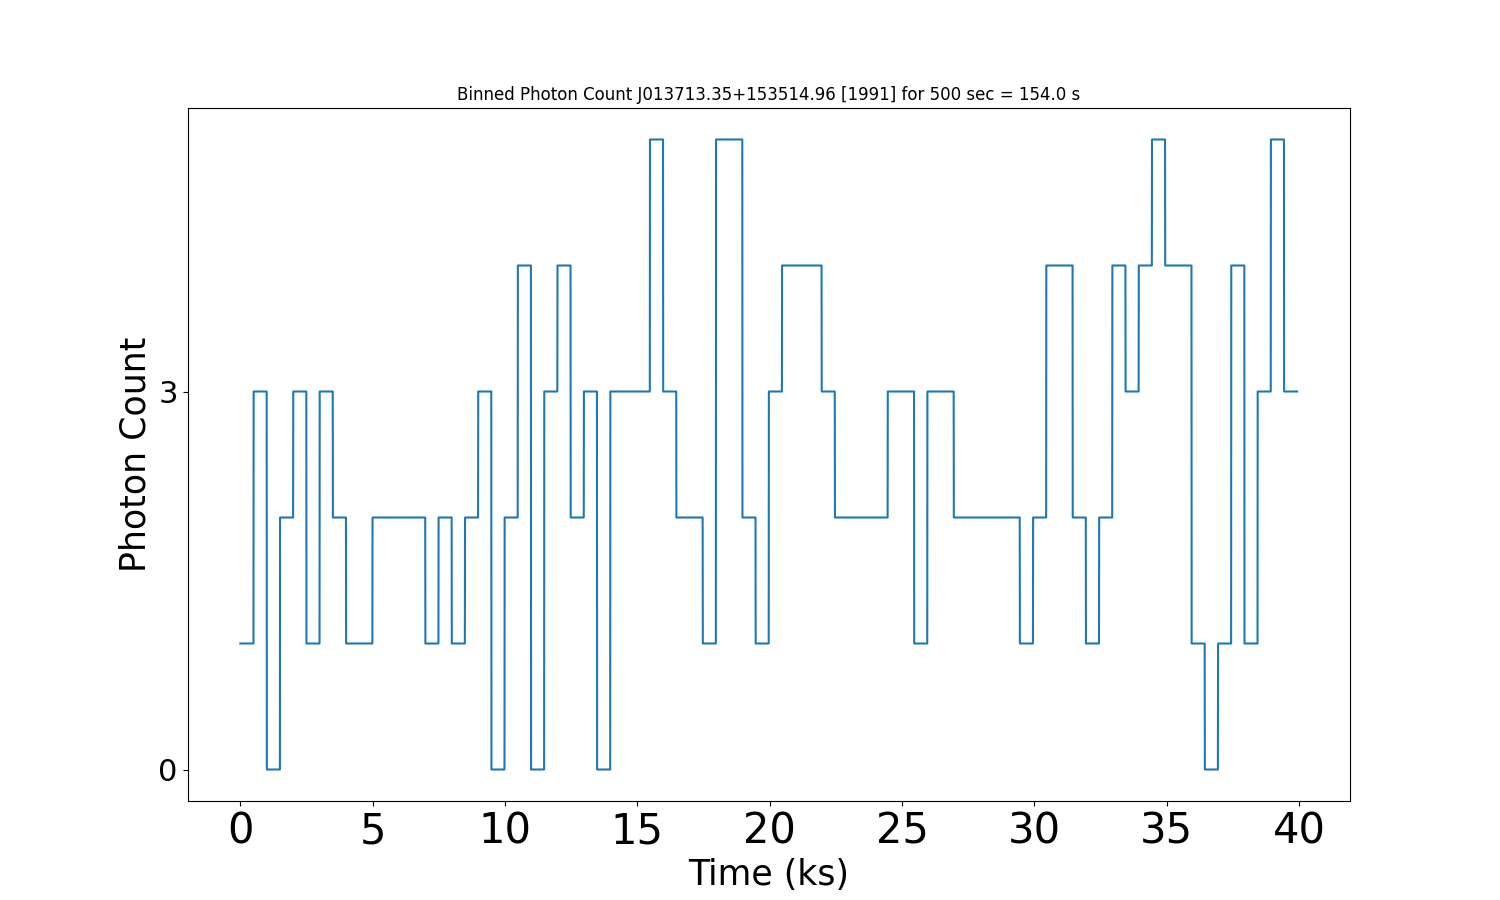 Binned Photon Count J013713.35+153514.96 [1991] for 500 sec = 154.0 s
Photon Count
3
0
0 5 10 15 20 25 30 35 40
Time (ks)